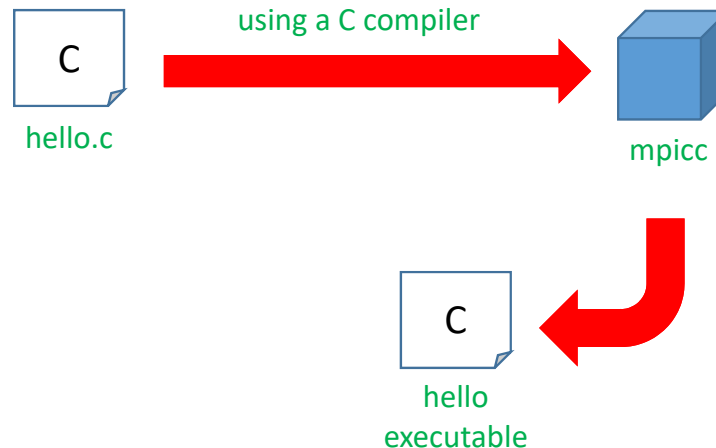 using a C compiler
C
hello.c
mpicc
C
hello
executable